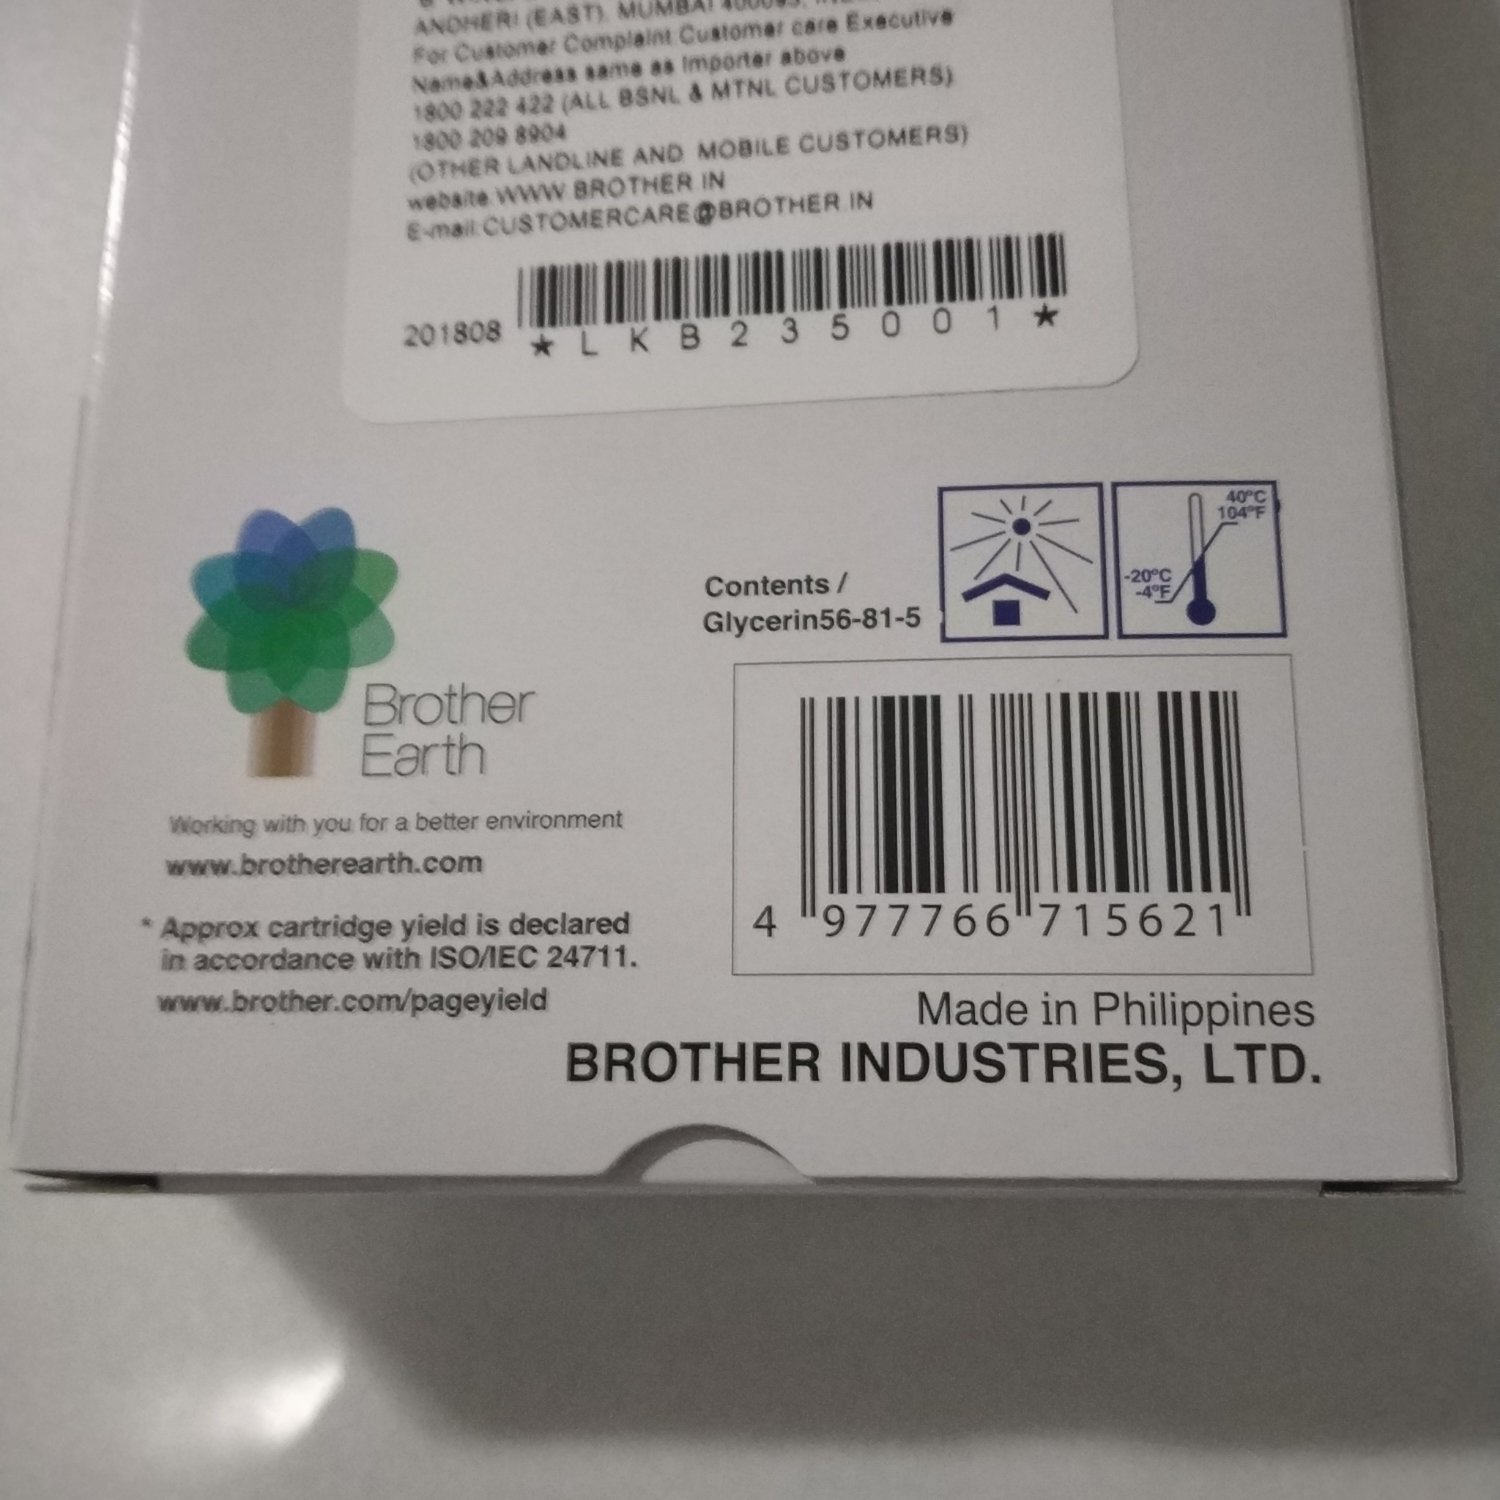 ANDHERI (EAST), MUMBAI 400093,
For Customer Complaint Customer care Executive
Name&Address same as Importer above
1800 222 422 (ALL BSNL & MTNL CUSTOMERS)
1800 209 8904
(OTHER LANDLINE AND MOBILE CUSTOMERS)
website.WWW.BROTHER.IN
E-mail:CUSTOMERCARE@BROTHER.IN
201808
*LKB235001*
40°C
104°F
-20°C
-4°F
Contents /
Glycerin56-81-5
Brother
Earth
Working with you for a better environment
www.brotherearth.com
* Approx cartridge yield is declared
in accordance with ISO/IEC 24711.
www.brother.com/pageyield
4 977766 715621
Made in Philippines
BROTHER INDUSTRIES, LTD.